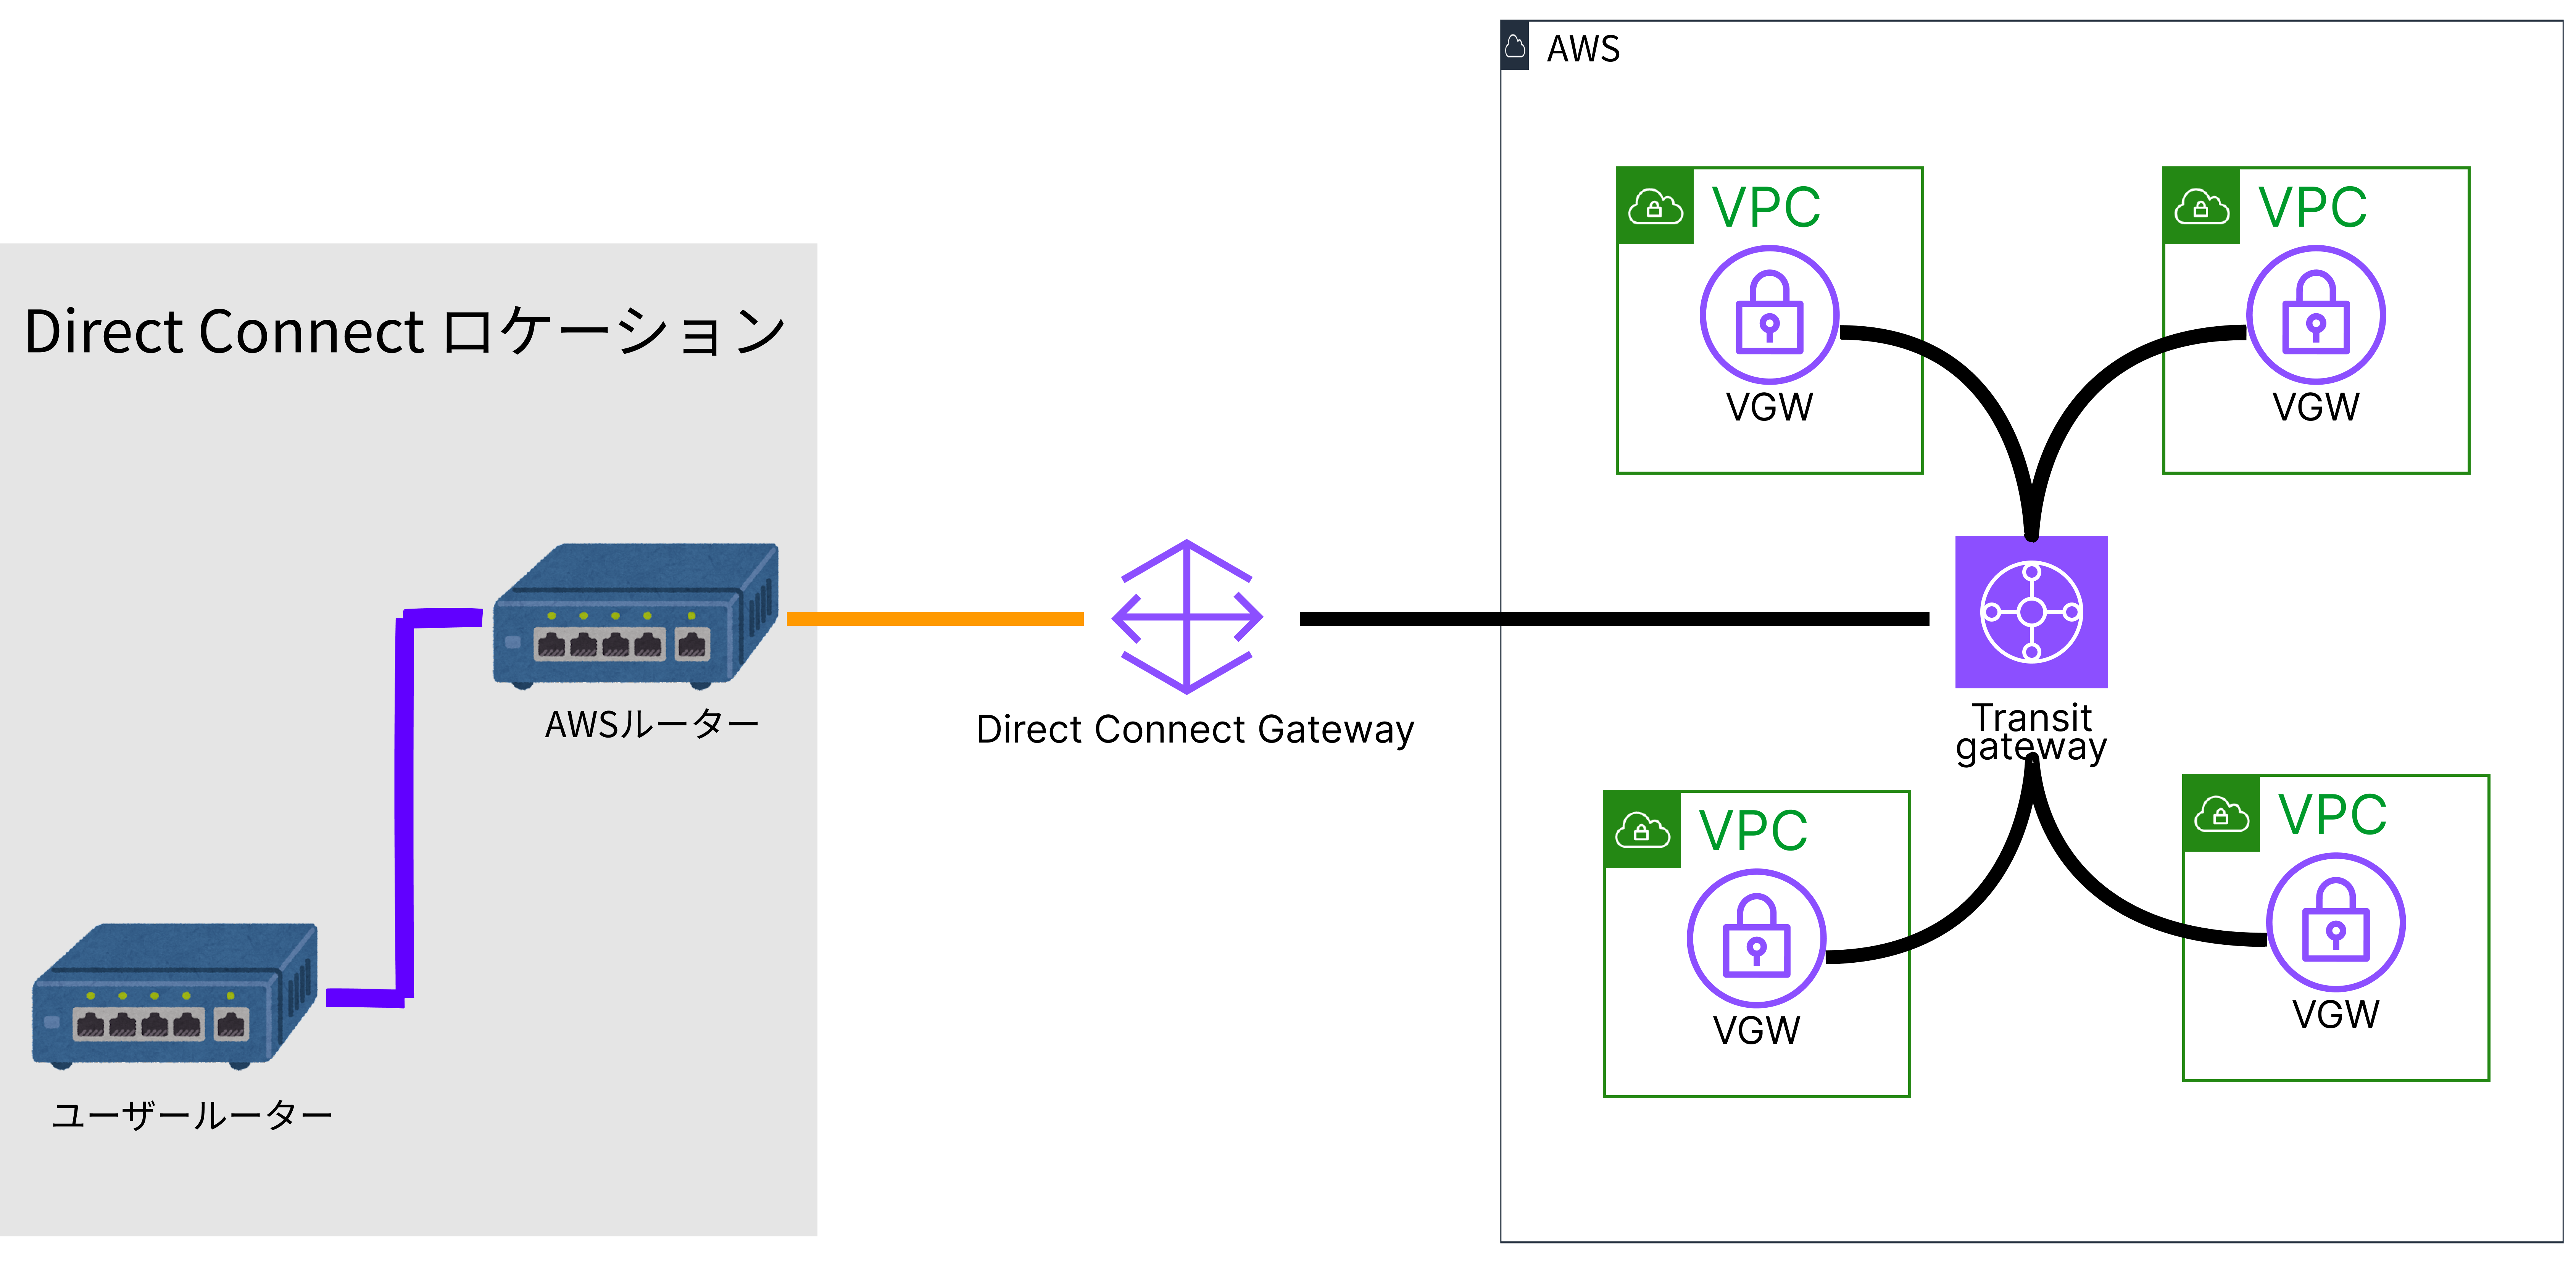 AWS
VPC
VGW
VPC
VGW
Direct Connect ロケーション
AWSルーター
ユーザールーター
Direct Connect Gateway
Transit
gateway
VPC
VGW
VPC
VGW